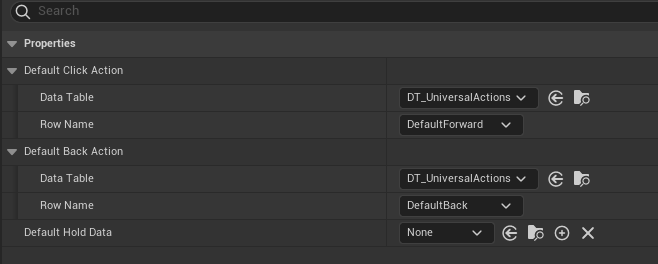 Search
Properties
Default Click Action
Data Table DT_UniversalActions
Row Name DefaultForward
Default Back Action
Data Table DT_UniversalActions
Row Name DefaultBack
Default Hold Data None